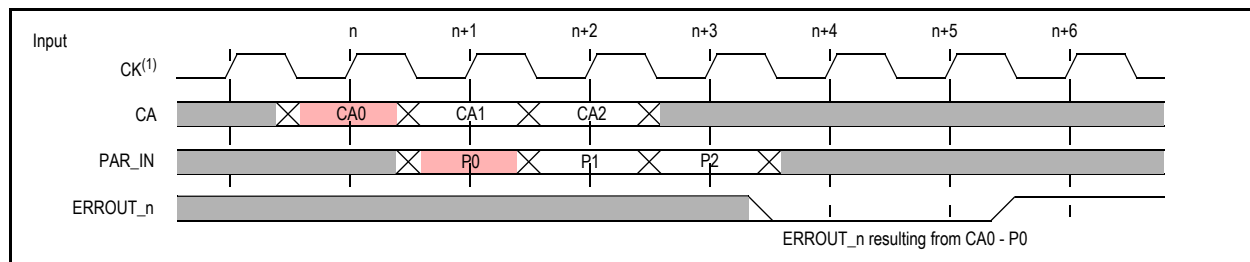 Input
n n+1 n+2 n+3 n+4 n+5 n+6
CK(1)
CA CA0 CA1 CA2
PAR_IN P0 P1 P2
ERROUT_n
ERROUT_n resulting from CA0 - P0